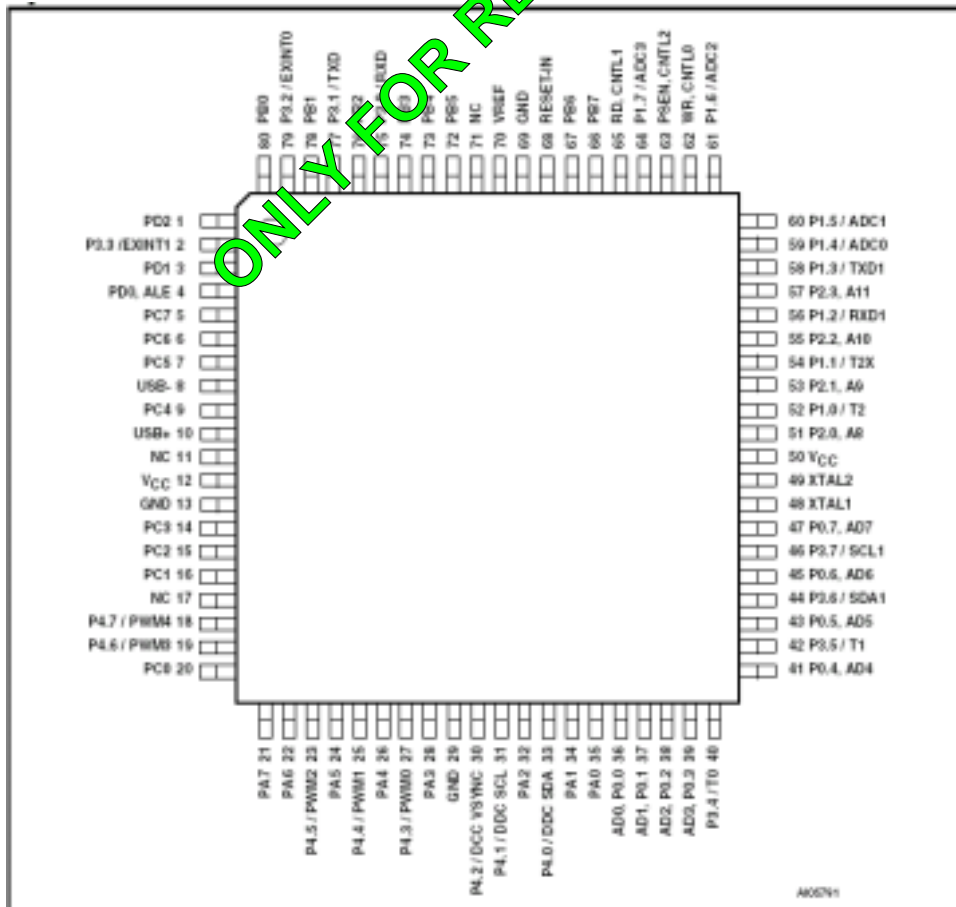 ONLY FOR RE
80 PB0
79 P3.2 / EXINT0
78 PB1
77 P3.1 / TXD
76 PB2
75 / RXD
74 PB3
73 PB4
72 PB5
71 NC
70 VREF
69 GND
68 RESET-IN
67 PB6
66 PB7
65 RD, CNTL1
64 P1.7 / ADC3
63 PSEN, CNTL2
62 WR, CNTL0
61 P1.6 / ADC2
PD2 1
P3.3 /EXINT1 2
PD1 3
PD0, ALE 4
PC7 5
PC6 6
PC5 7
USB- 8
PC4 9
USB+ 10
NC 11
VCC 12
GND 13
PC3 14
PC2 15
PC1 16
NC 17
P4.7 / PWM4 18
P4.6 / PWM3 19
PC0 20
60 P1.5 / ADC1
59 P1.4 / ADC0
58 P1.3 / TXD1
57 P2.3, A11
56 P1.2 / RXD1
55 P2.2, A10
54 P1.1 / T2X
53 P2.1, A9
52 P1.0 / T2
51 P2.0, A8
50 VCC
49 XTAL2
48 XTAL1
47 P0.7, AD7
46 P3.7 / SCL1
45 P0.6, AD6
44 P3.6 / SDA1
43 P0.5, AD5
42 P3.5 / T1
41 P0.4, AD4
PA7 21
PA6 22
P4.5 / PWM2 23
PA5 24
P4.4 / PWM1 25
PA4 26
P4.3 / PWM0 27
PA3 28
GND 29
P4.2 / DCC VSYNC 30
P4.1 / DDC SCL 31
PA2 32
P4.0 / DDC SDA 33
PA1 34
PA0 35
AD0, P0.0 36
AD1, P0.1 37
AD2, P0.2 38
AD3, P0.3 39
P3.4 / T0 40
AI05791